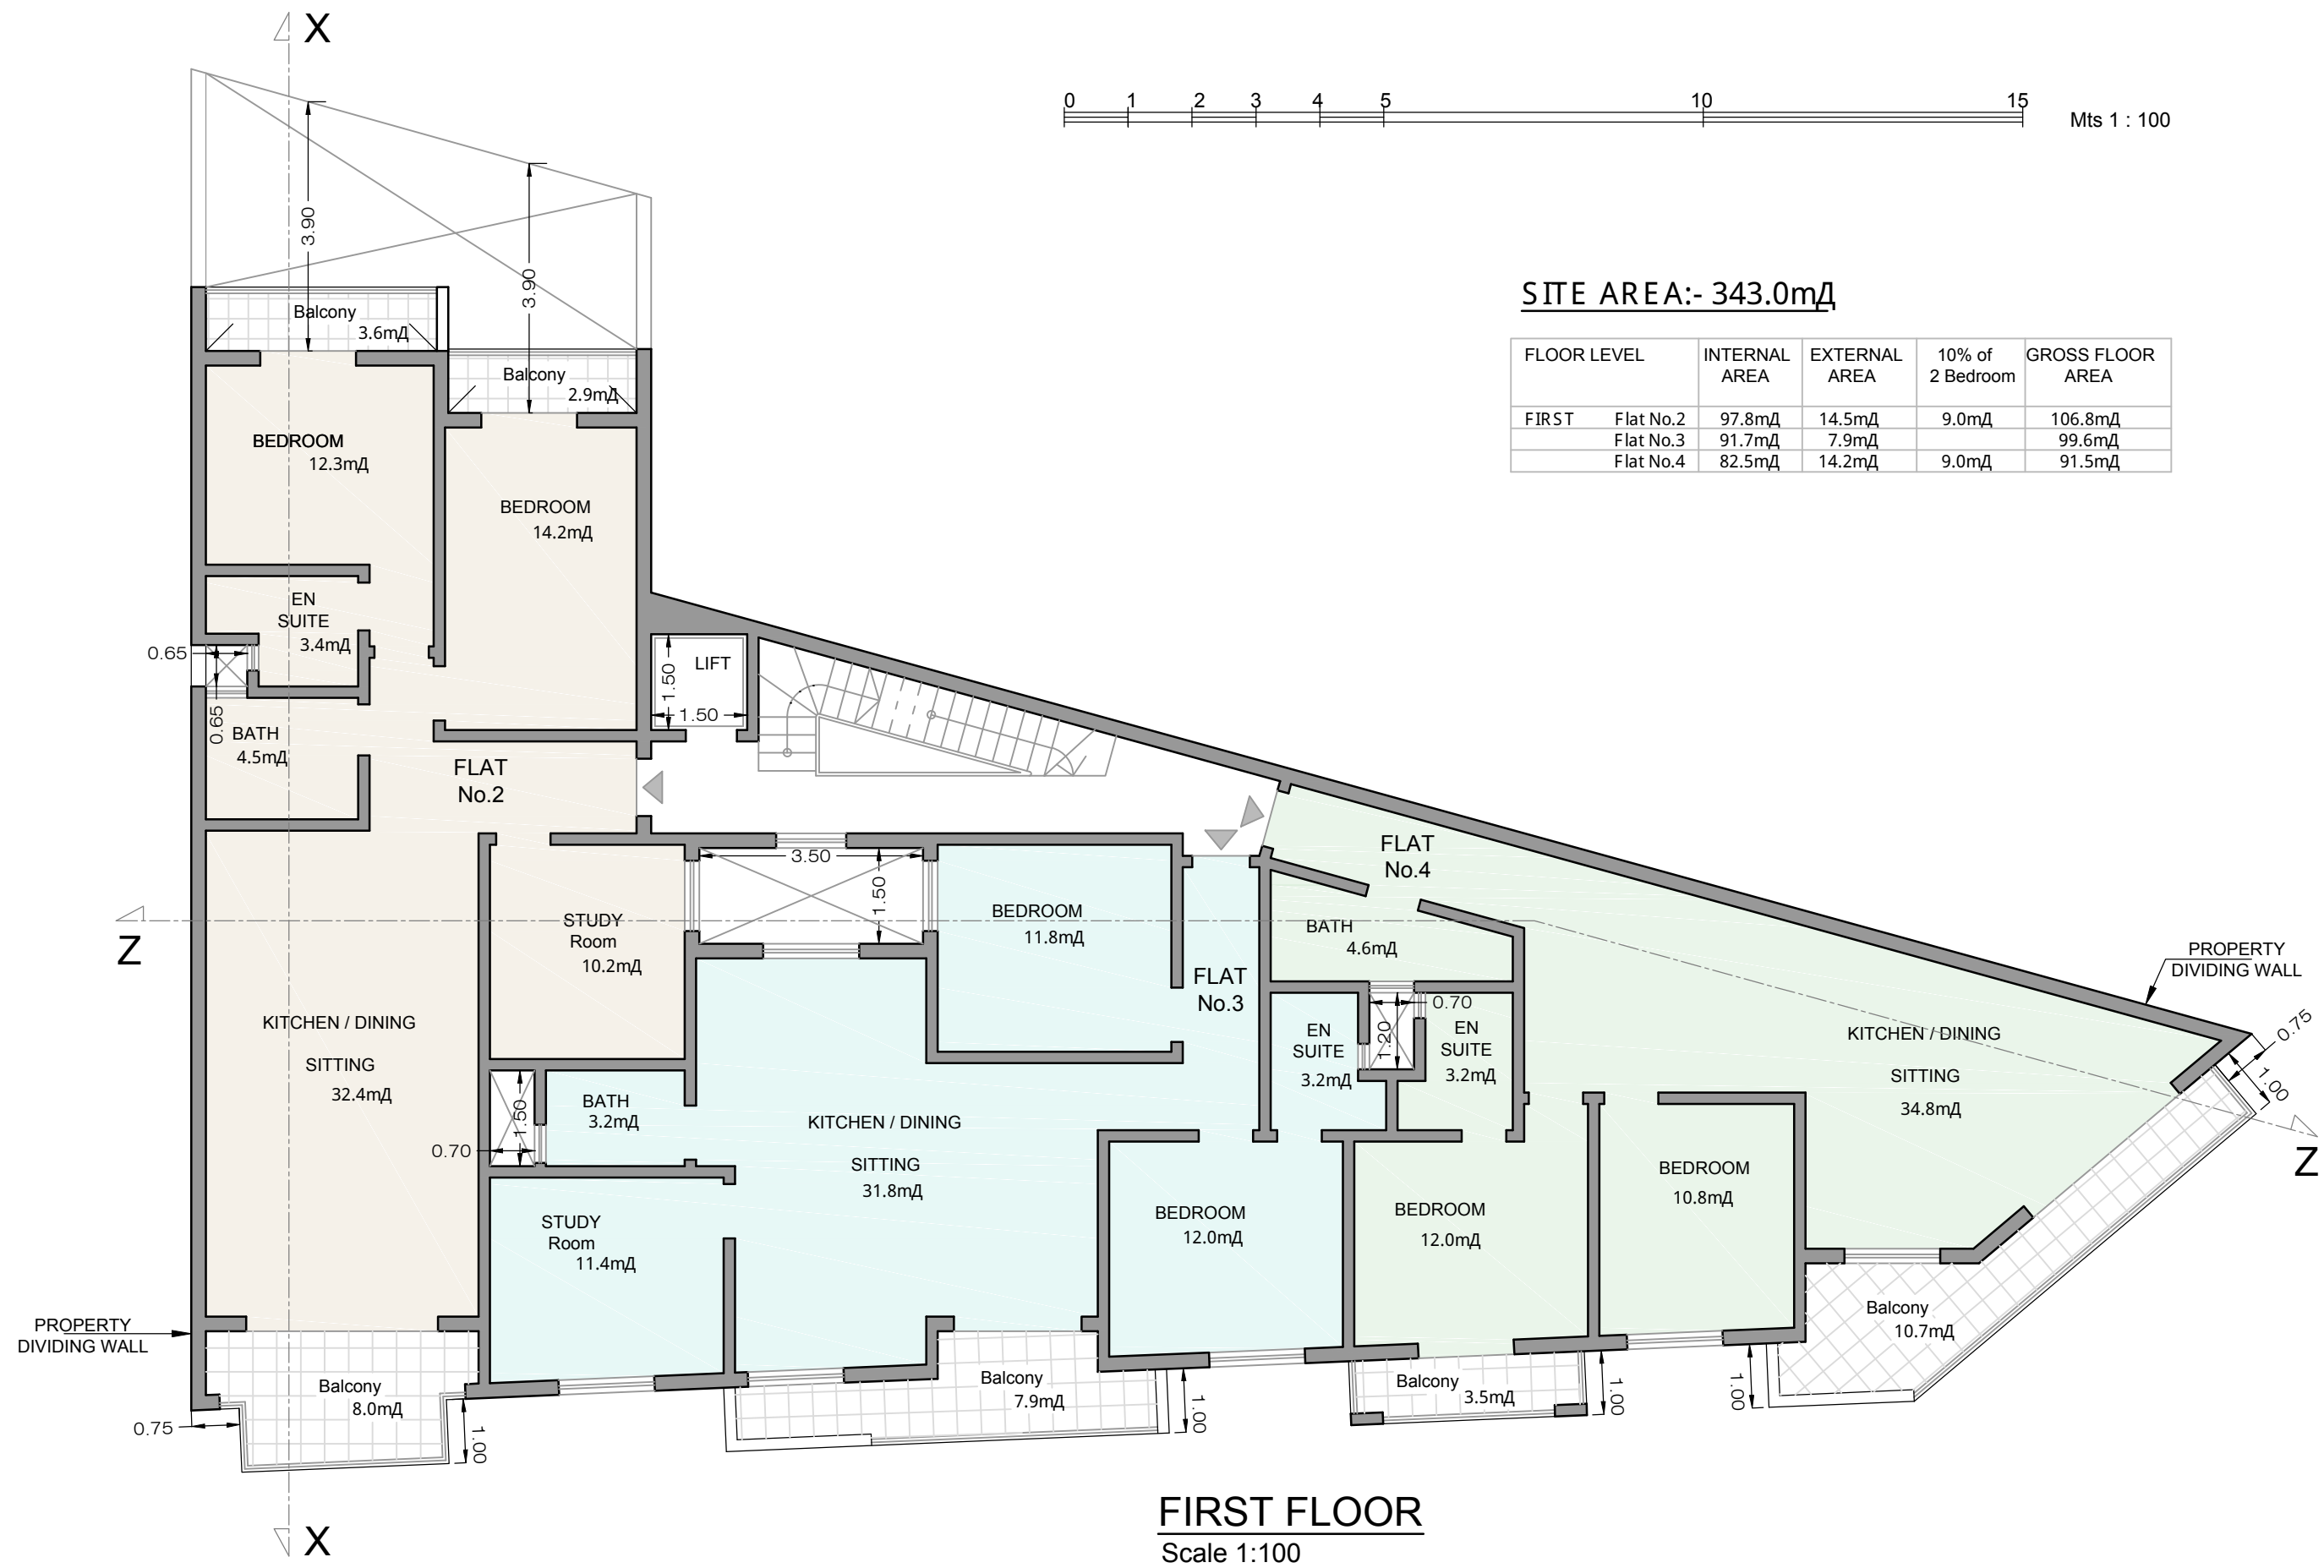 X
0 1 2 3 4 5 10 15
Mts 1 : 100
3.90
3.90
SITE AREA:- 343.0mД
FLOOR LEVEL INTERNAL AREA EXTERNAL AREA 10% of 2 Bedroom GROSS FLOOR AREA
FIRST Flat No.2 97.8mД 14.5mД 9.0mД 106.8mД
Flat No.3 91.7mД 7.9mД 99.6mД
Flat No.4 82.5mД 14.2mД 9.0mД 91.5mД
Balcony
3.6mД
Balcony
2.9mД
BEDROOM
12.3mД
BEDROOM
14.2mД
EN
SUITE
3.4mД
0.65
0.65
BATH
4.5mД
LIFT
1.50
1.50
FLAT
No.2
FLAT
No.4
3.50
1.50
STUDY
Room
10.2mД
BEDROOM
11.8mД
BATH
4.6mД
Z
FLAT
No.3
PROPERTY
DIVIDING WALL
0.70
1.20
EN
SUITE
3.2mД
EN
SUITE
3.2mД
KITCHEN / DINING
SITTING
32.4mД
KITCHEN / DINING
SITTING
34.8mД
0.75
1.00
Z
1.50
0.70
BATH
3.2mД
KITCHEN / DINING
SITTING
31.8mД
STUDY
Room
11.4mД
BEDROOM
12.0mД
BEDROOM
12.0mД
BEDROOM
10.8mД
PROPERTY
DIVIDING WALL
Balcony
8.0mД
0.75
1.00
Balcony
7.9mД
1.00
Balcony
3.5mД
1.00
1.00
Balcony
10.7mД
X
FIRST FLOOR
Scale 1:100